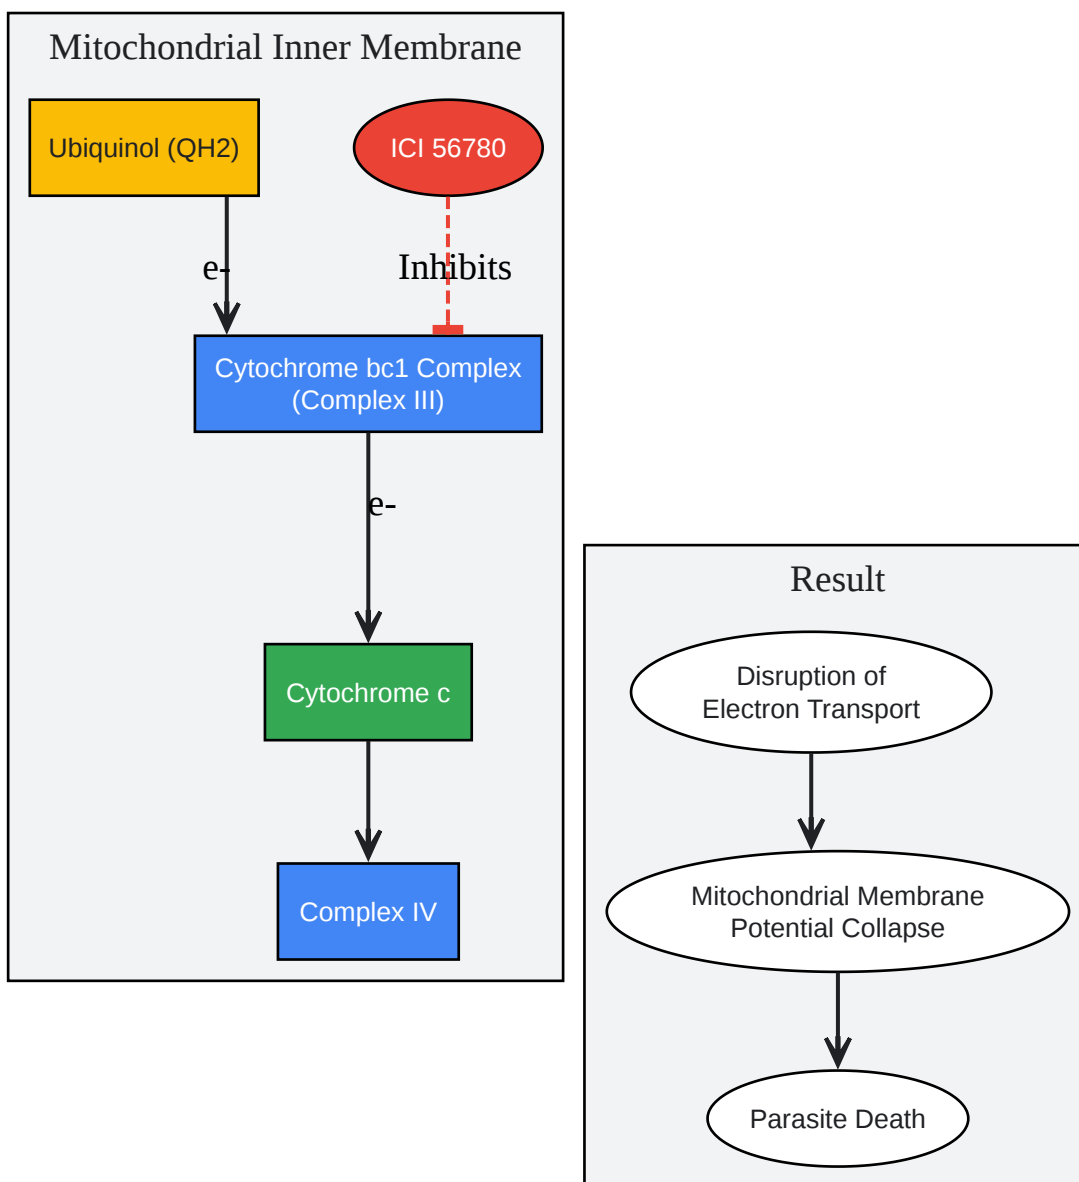 Mitochondrial Inner Membrane
Ubiquinol (QH2)
ICI 56780
e-
Inhibits
Cytochrome bc1 Complex
(Complex III)
e-
Cytochrome c
Complex IV
Result
Disruption of
Electron Transport
Mitochondrial Membrane
Potential Collapse
Parasite Death